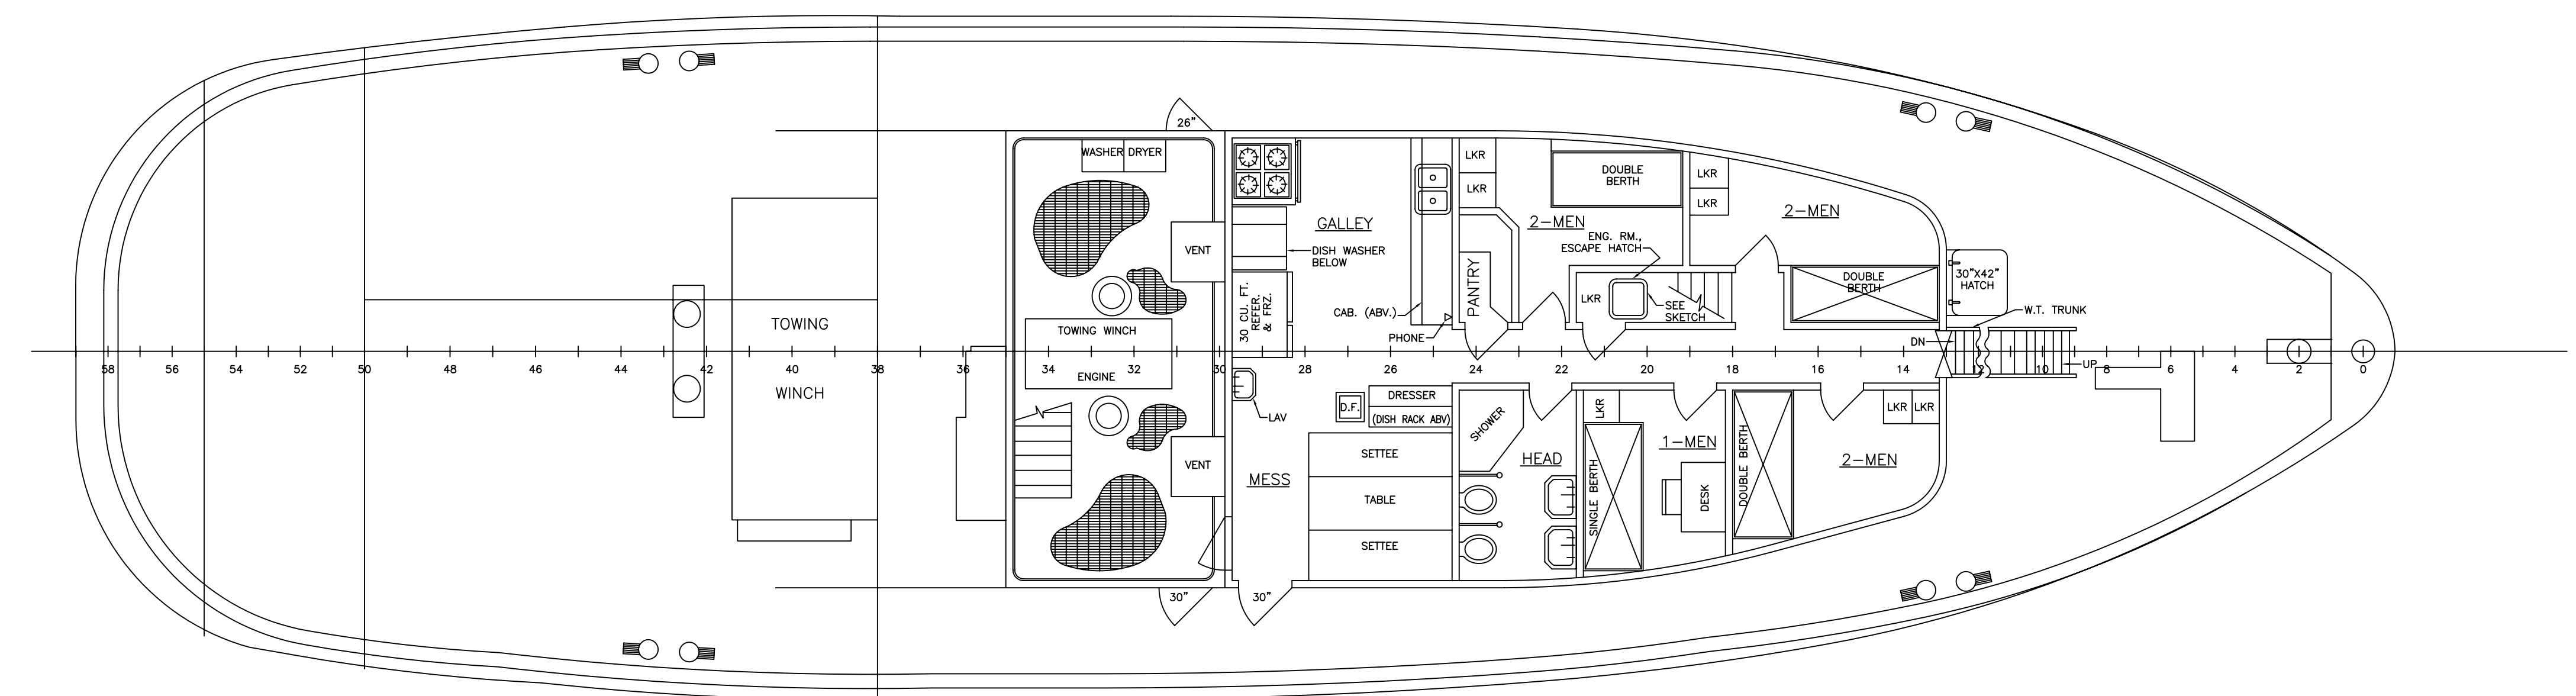 26"
WASHER DRYER
VENT
GALLEY
DISH WASHER
BELOW
30 CU. FT.
REFER.
& FRZ.
CAB. (ABV.)
PHONE
LKR
LKR
PANTRY
2-MEN
DOUBLE
BERTH
ENG. RM.,
ESCAPE HATCH
LKR
SEE
SKETCH
LKR
LKR
2-MEN
DOUBLE
BERTH
30"X42"
HATCH
W.T. TRUNK
DN
UP
TOWING
WINCH
TOWING WINCH
ENGINE
58 56 54 52 50 48 46 44 42 40 38 36 34 32 30 28 26 24 22 20 18 16 14 12 10 8 6 4 2 0
LAV
D.F.
DRESSER
(DISH RACK ABV)
VENT
MESS
SETTEE
TABLE
SETTEE
SHOWER
HEAD
LKR
SINGLE BERTH
1-MEN
DESK
DOUBLE BERTH
LKR LKR
2-MEN
30"
30"